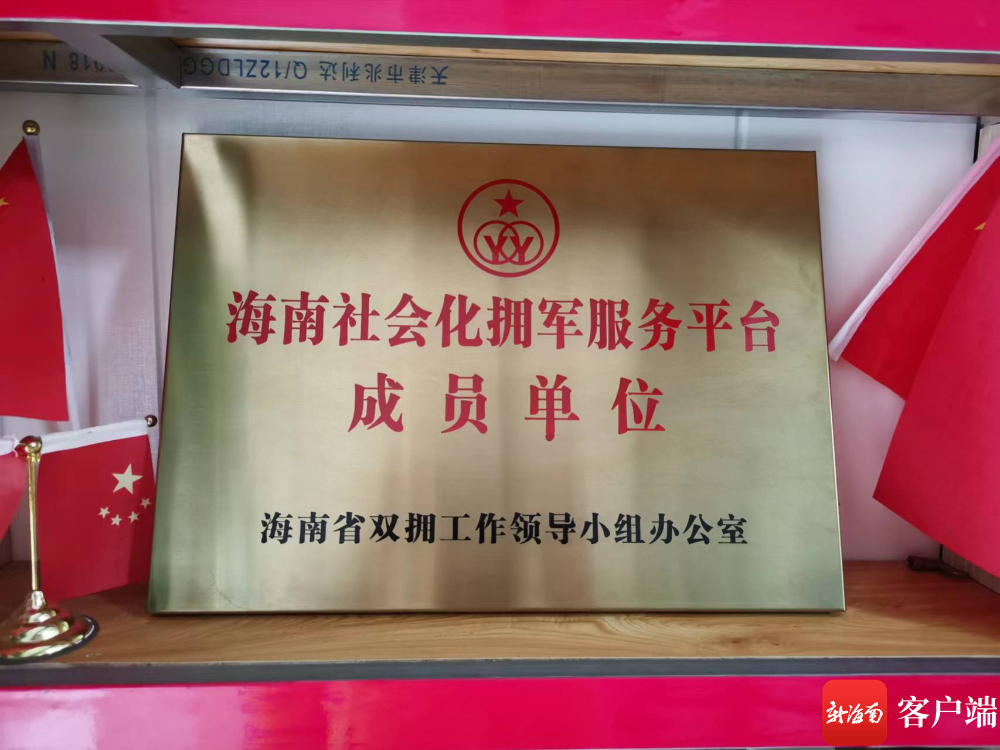 天津市兆利达 Q/12ZLDGG
2018 N
YY
海南社会化拥军服务平台
成员单位
海南省双拥工作领导小组办公室
新海南 客户端